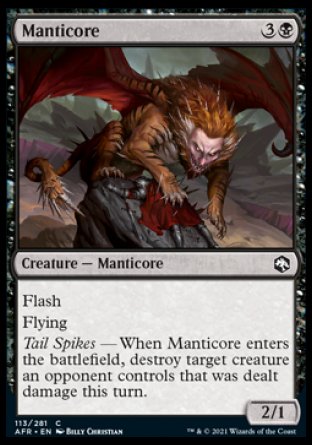 Manticore 3
Creature — Manticore
Flash
Flying
Tail Spikes — When Manticore enters
the battlefield, destroy target creature
an opponent controls that was dealt
damage this turn.
2/1
113/281 C
AFR • EN BILLY CHRISTIAN
™ & © 2021 Wizards of the Coast